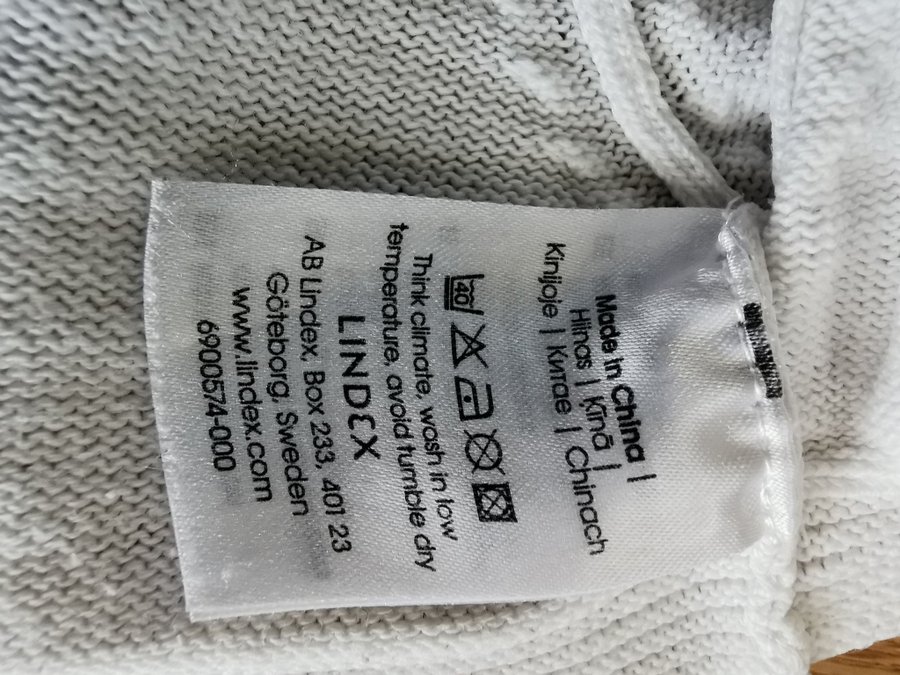 Made in China |
Hiinas | Ķīnā |
Kinijoje | Китае | Chinach
40
Think climate, wash in low
temperature, avoid tumble dry
LINDEX
AB Lindex, Box 233, 401 23
Göteborg, Sweden
www.lindex.com
6900574-000